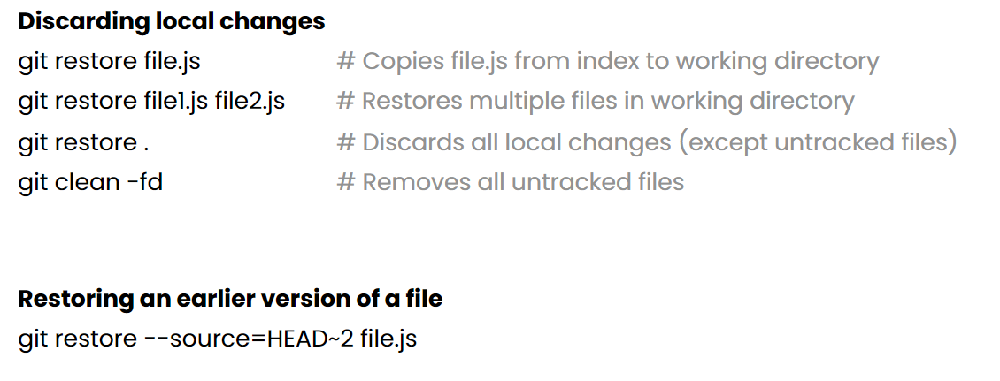 Discarding local changes
git restore file.js # Copies file.js from index to working directory
git restore file1.js file2.js # Restores multiple files in working directory
git restore . # Discards all local changes (except untracked files)
git clean -fd # Removes all untracked files
Restoring an earlier version of a file
git restore --source=HEAD~2 file.js